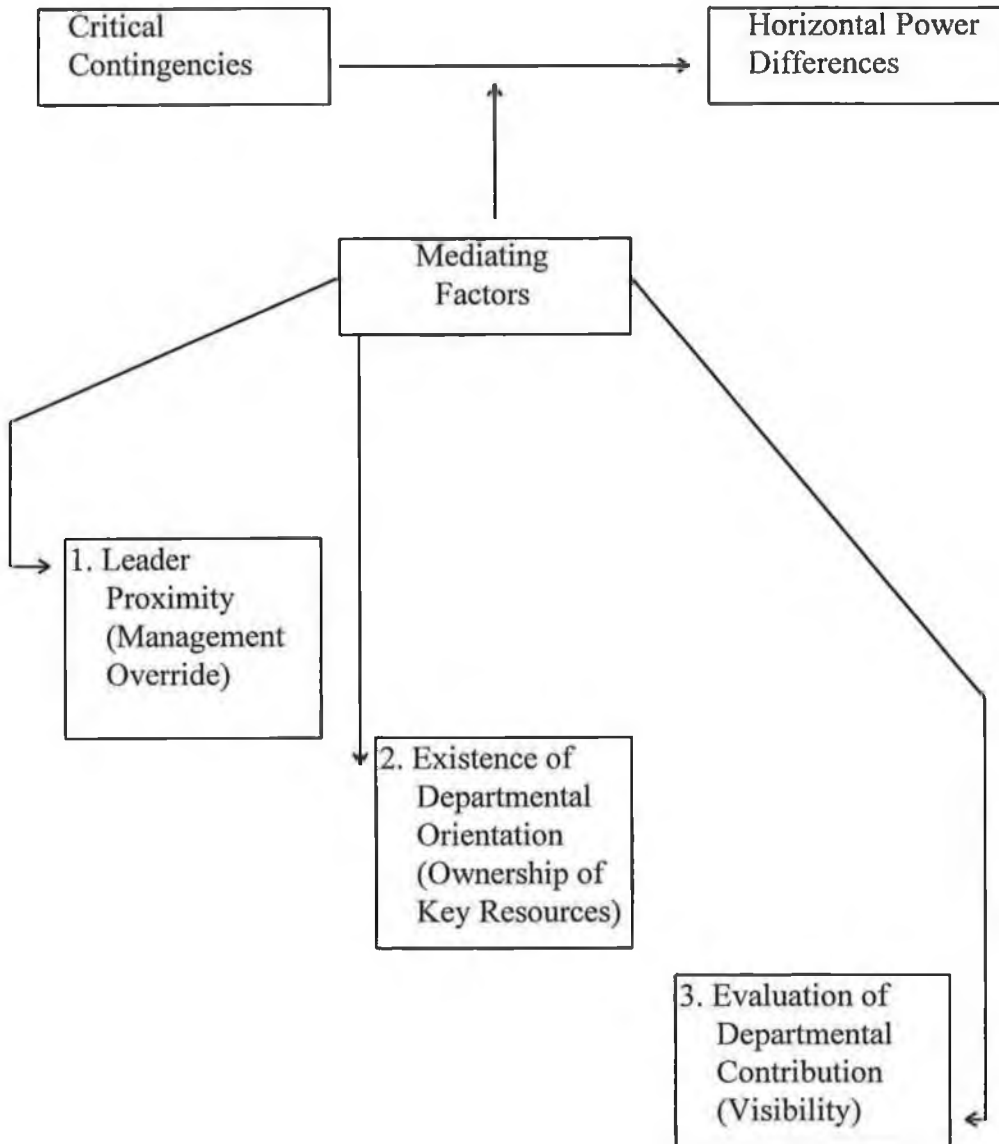 Critical
Contingencies
Horizontal Power
Differences
Mediating
Factors
1. Leader
Proximity
(Management
Override)
2. Existence of
Departmental
Orientation
(Ownership of
Key Resources)
3. Evaluation of
Departmental
Contribution
(Visibility)